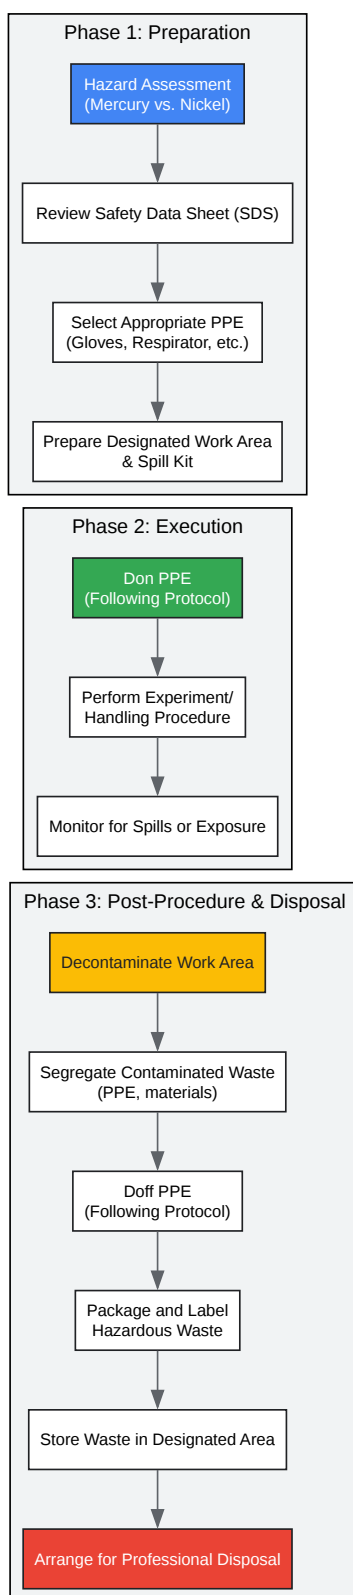 Phase 1: Preparation
Hazard Assessment
(Mercury vs. Nickel)
Review Safety Data Sheet (SDS)
Select Appropriate PPE
(Gloves, Respirator, etc.)
Prepare Designated Work Area
& Spill Kit
Phase 2: Execution
Don PPE
(Following Protocol)
Perform Experiment/
Handling Procedure
Monitor for Spills or Exposure
Phase 3: Post-Procedure & Disposal
Decontaminate Work Area
Segregate Contaminated Waste
(PPE, materials)
Doff PPE
(Following Protocol)
Package and Label
Hazardous Waste
Store Waste in Designated Area
Arrange for Professional Disposal